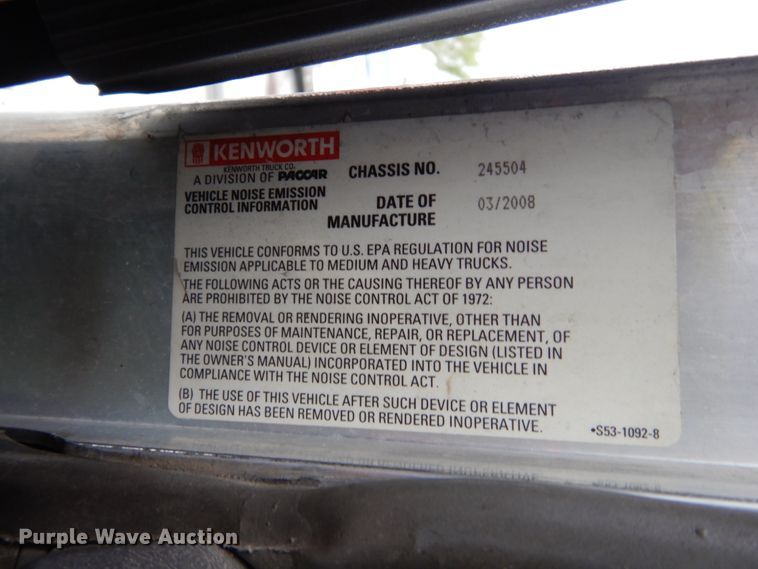 KENWORTH
KENWORTH TRUCK CO.
A DIVISION OF PACCAR
CHASSIS NO. 245504
VEHICLE NOISE EMISSION
CONTROL INFORMATION
DATE OF
MANUFACTURE
03/2008
THIS VEHICLE CONFORMS TO U.S. EPA REGULATION FOR NOISE
EMISSION APPLICABLE TO MEDIUM AND HEAVY TRUCKS.
THE FOLLOWING ACTS OR THE CAUSING THEREOF BY ANY PERSON
ARE PROHIBITED BY THE NOISE CONTROL ACT OF 1972:
(A) THE REMOVAL OR RENDERING INOPERATIVE, OTHER THAN
FOR PURPOSES OF MAINTENANCE, REPAIR, OR REPLACEMENT, OF
ANY NOISE CONTROL DEVICE OR ELEMENT OF DESIGN (LISTED IN
THE OWNER'S MANUAL) INCORPORATED INTO THE VEHICLE IN
COMPLIANCE WITH THE NOISE CONTROL ACT.
(B) THE USE OF THIS VEHICLE AFTER SUCH DEVICE OR ELEMENT
OF DESIGN HAS BEEN REMOVED OR RENDERED INOPERATIVE.
•S53-1092-8
Purple Wave Auction